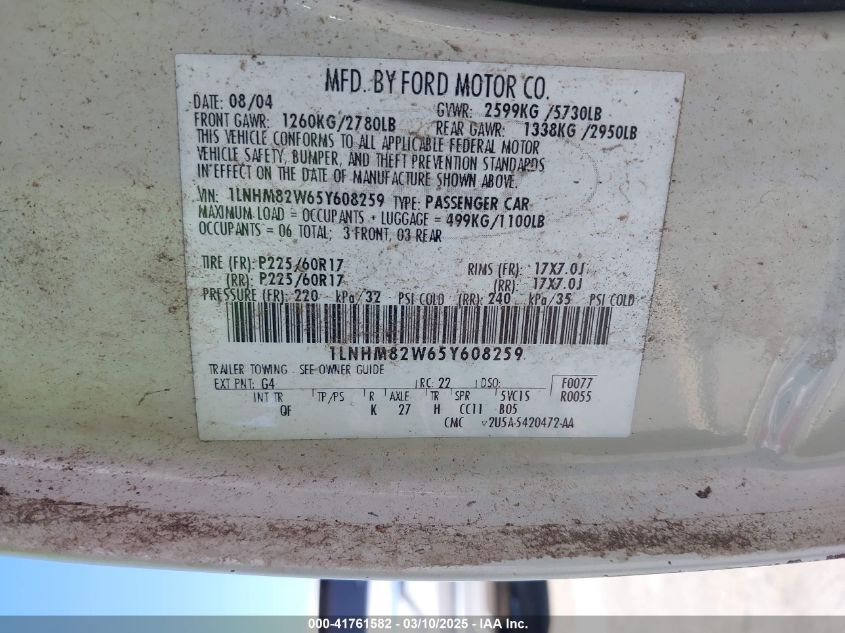 MFD. BY FORD MOTOR CO.
DATE: 08/04 GVWR: 2599KG / 5730LB
FRONT GAWR: 1260KG/2780LB REAR GAWR: 1338KG / 2950LB
THIS VEHICLE CONFORMS TO ALL APPLICABLE FEDERAL MOTOR
VEHICLE SAFETY, BUMPER, AND THEFT PREVENTION STANDARDS
IN EFFECT ON THE DATE OF MANUFACTURE SHOWN ABOVE.
VIN: 1LNHM82W65Y608259 TYPE: PASSENGER CAR
MAXIMUM LOAD = OCCUPANTS + LUGGAGE = 499KG/1100LB
OCCUPANTS = 06 TOTAL; 3 FRONT, 03 REAR
TIRE (FR): P225/60R17 RIMS (FR): 17X7.0J
(RR): P225/60R17 (RR): 17X7.0J
PRESSURE (FR): 220 kPa/32 PSI COLD (RR): 240 kPa/35 PSI COLD
1LNHM82W65Y608259
TRAILER TOWING - SEE OWNER GUIDE
EXT PNT: G4 RC: 22 DSO: F0077
INT TR TP/PS R AXLE TR SPR 5VC1S R0055
QF K 27 H CC11 B05
CMC 2U5A-5420472-AA
000-41761582 — 03/10/2025 — IAA Inc.